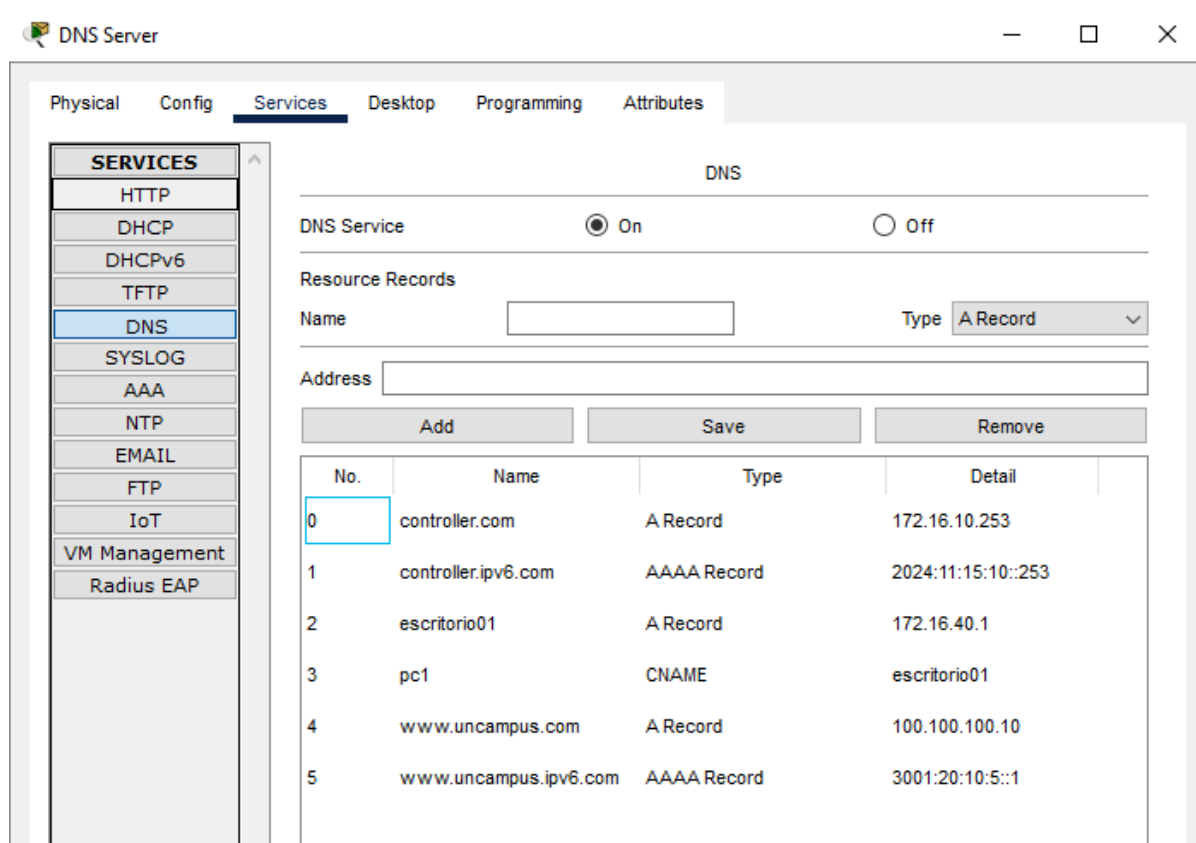 DNS Server
Physical Config Services Desktop Programming Attributes
SERVICES
HTTP
DHCP
DHCPv6
TFTP
DNS
SYSLOG
AAA
NTP
EMAIL
FTP
IoT
VM Management
Radius EAP
DNS
DNS Service On Off
Resource Records
Name Type A Record
Address
Add Save Remove
No. Name Type Detail
0 controller.com A Record 172.16.10.253
1 controller.ipv6.com AAAA Record 2024:11:15:10::253
2 escritorio01 A Record 172.16.40.1
3 pc1 CNAME escritorio01
4 www.uncampus.com A Record 100.100.100.10
5 www.uncampus.ipv6.com AAAA Record 3001:20:10:5::1